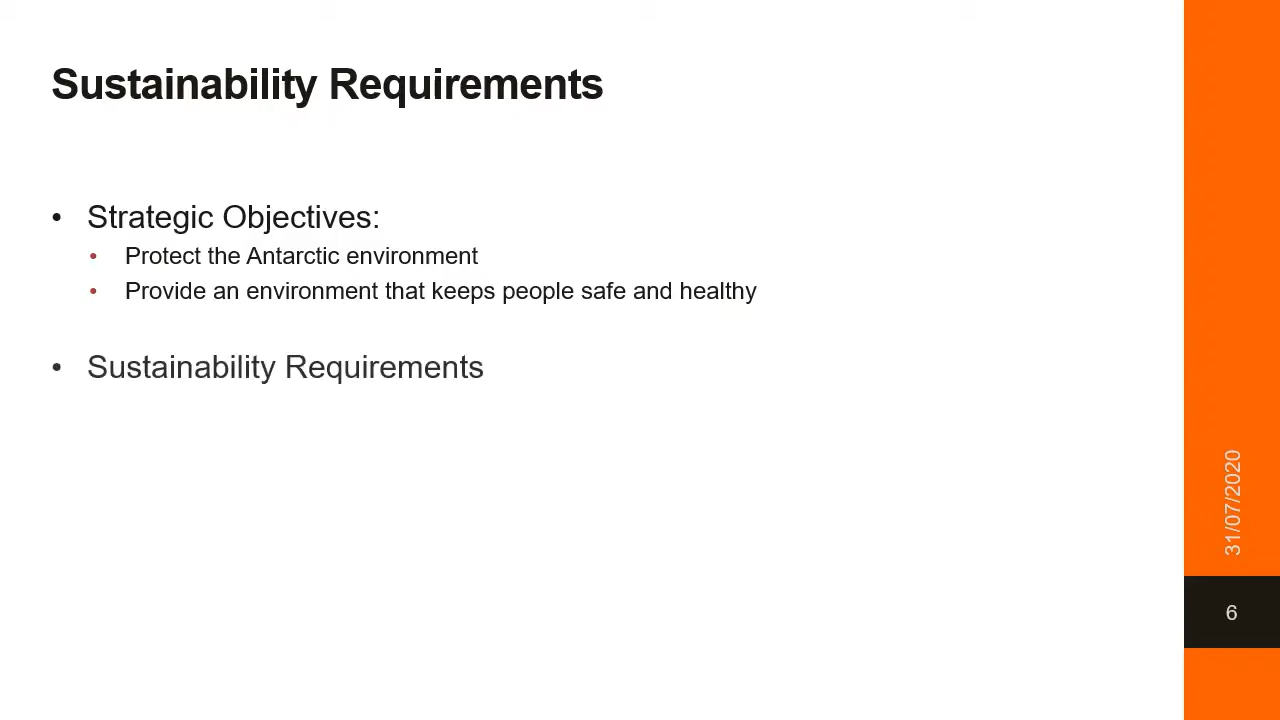 Sustainability Requirements
• Strategic Objectives:
• Protect the Antarctic environment
• Provide an environment that keeps people safe and healthy
• Sustainability Requirements
31/07/2020
6